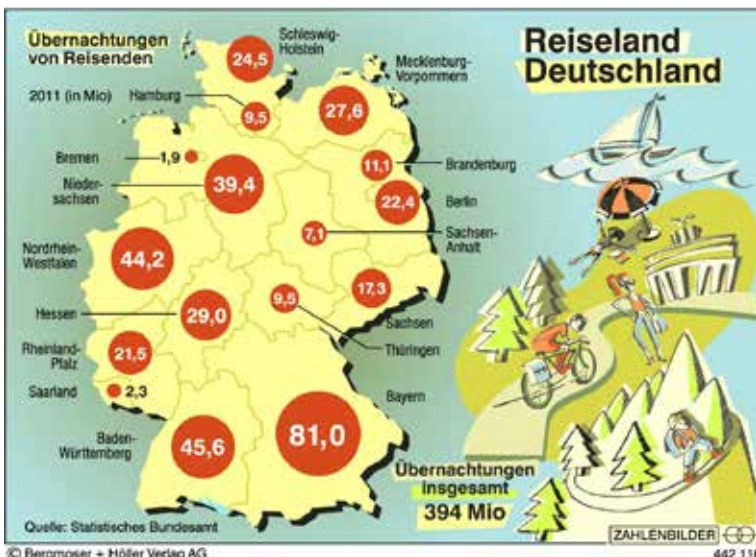 Übernachtungen
von Reisenden
2011 (in Mio)
Reiseland
Deutschland
Schleswig-
Holstein
24,5
Mecklenburg-
Vorpommern
27,6
Hamburg
9,5
Bremen
1,9
Nieder-
sachsen
39,4
11,1
Brandenburg
22,4
Berlin
7,1
Sachsen-
Anhalt
Nordrhein-
Westfalen
44,2
Hessen
29,0
9,5
Thüringen
17,3
Sachsen
Rheinland-
Pfalz
21,5
Saarland
2,3
Baden-
Württemberg
45,6
81,0
Bayern
Übernachtungen
insgesamt
394 Mio
Quelle: Statistisches Bundesamt
ZAHLENBILDER
© Bergmoser + Höller Verlag AG